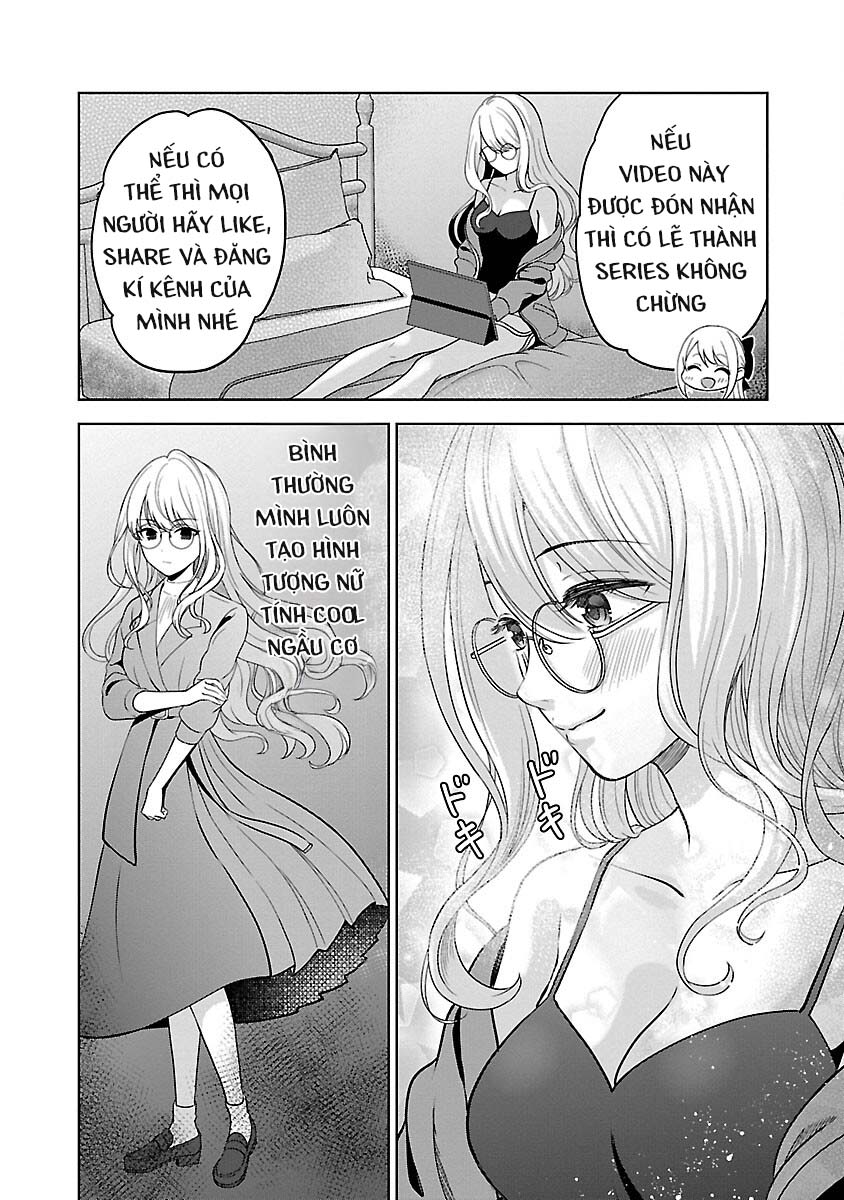 NẾU
VIDEO NÀY
ĐƯỢC ĐÓN NHẬN
THÌ CÓ LẼ THÀNH
SERIES KHÔNG
CHỪNG
NẾU CÓ
THỂ THÌ MỌI
NGƯỜI HÃY LIKE,
SHARE VÀ ĐĂNG
KÍ KÊNH CỦA
MÌNH NHÉ
ドキ
ドキ
BÌNH
THƯỜNG
MÌNH LUÔN
TẠO HÌNH
TƯỢNG NỮ
TÍNH COOL
NGẦU CƠ